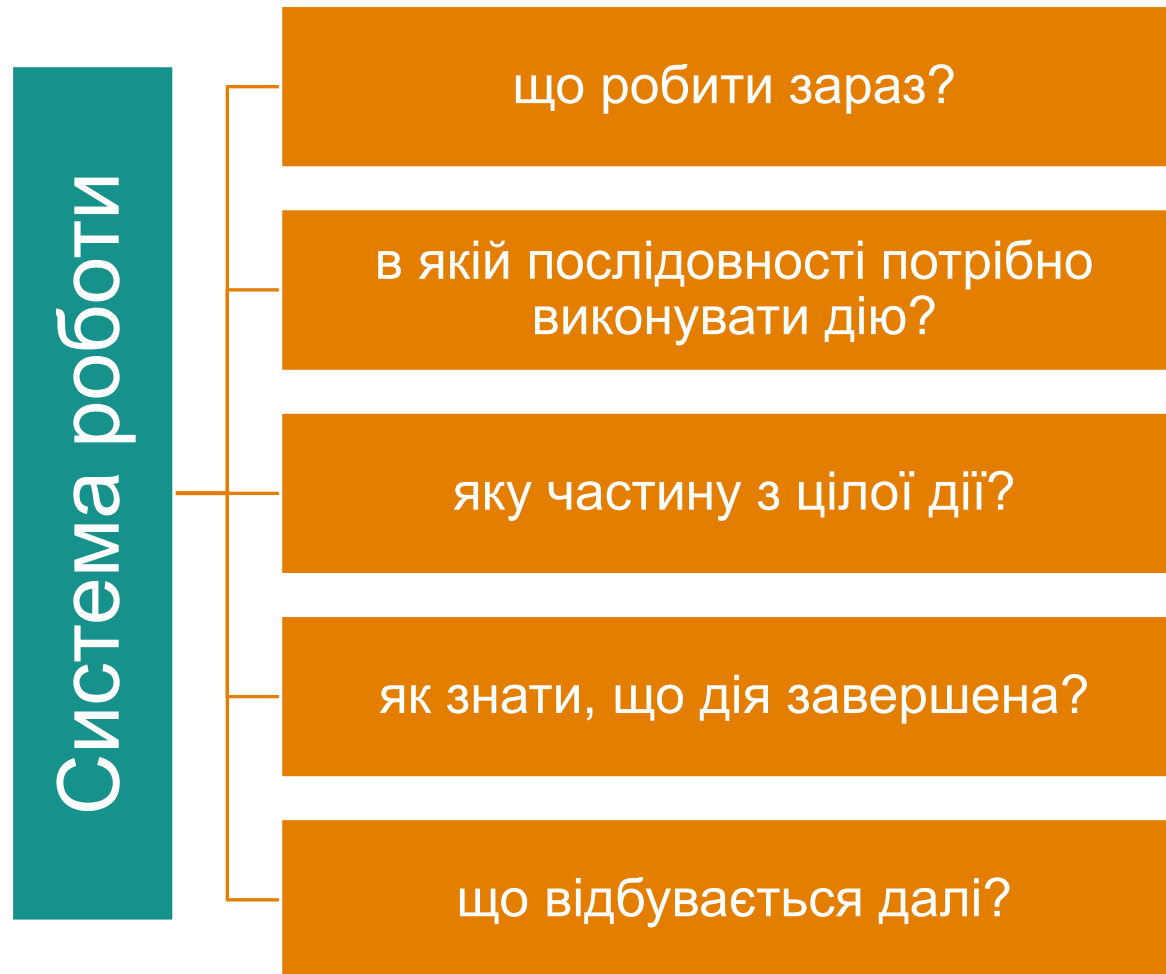 Система роботи
що робити зараз?
в якій послідовності потрібно
виконувати дію?
яку частину з цілої дії?
як знати, що дія завершена?
що відбувається далі?